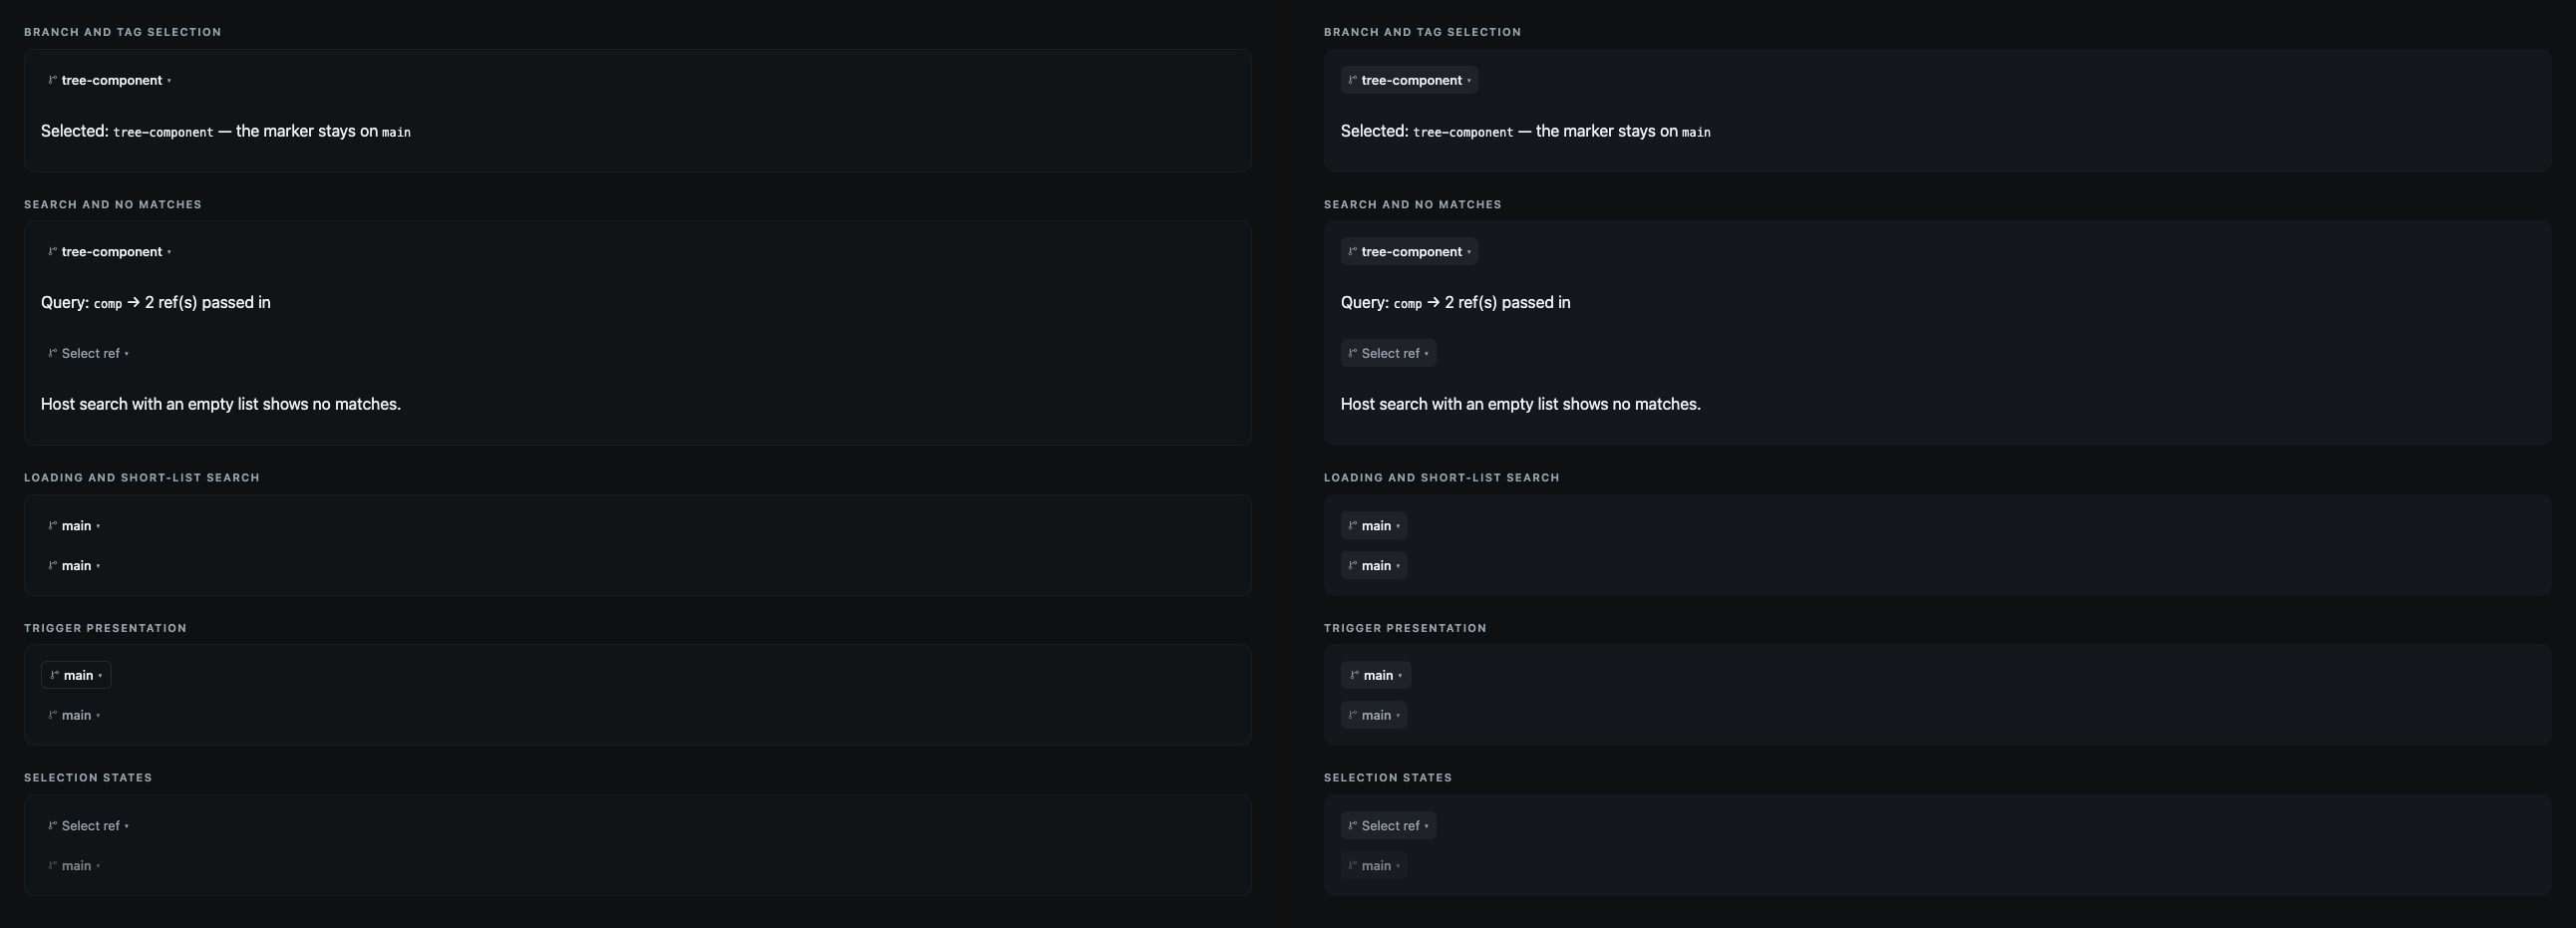 BRANCH AND TAG SELECTION
tree-component
Selected: tree-component — the marker stays on main
SEARCH AND NO MATCHES
tree-component
Query: comp → 2 ref(s) passed in
Select ref
Host search with an empty list shows no matches.
LOADING AND SHORT-LIST SEARCH
main
main
TRIGGER PRESENTATION
main
main
SELECTION STATES
Select ref
main
BRANCH AND TAG SELECTION
tree-component
Selected: tree-component — the marker stays on main
SEARCH AND NO MATCHES
tree-component
Query: comp → 2 ref(s) passed in
Select ref
Host search with an empty list shows no matches.
LOADING AND SHORT-LIST SEARCH
main
main
TRIGGER PRESENTATION
main
main
SELECTION STATES
Select ref
main